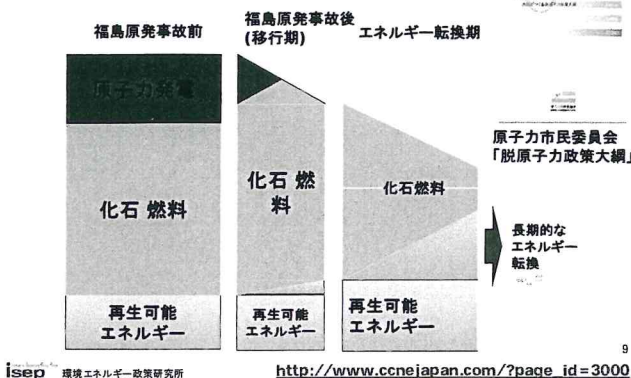 福島原発事故前
福島原発事故後
(移行期)
エネルギー転換期
原子力発電
化石 燃料
化石 燃
料
化石燃料
再生可能
エネルギー
再生可能
エネルギー
再生可能
エネルギー
原子力市民委員会
「脱原子力政策大綱」
長期的な
エネルギー
転換
9
isep 環境エネルギー政策研究所
http://www.ccnejapan.com/?page_id=3000